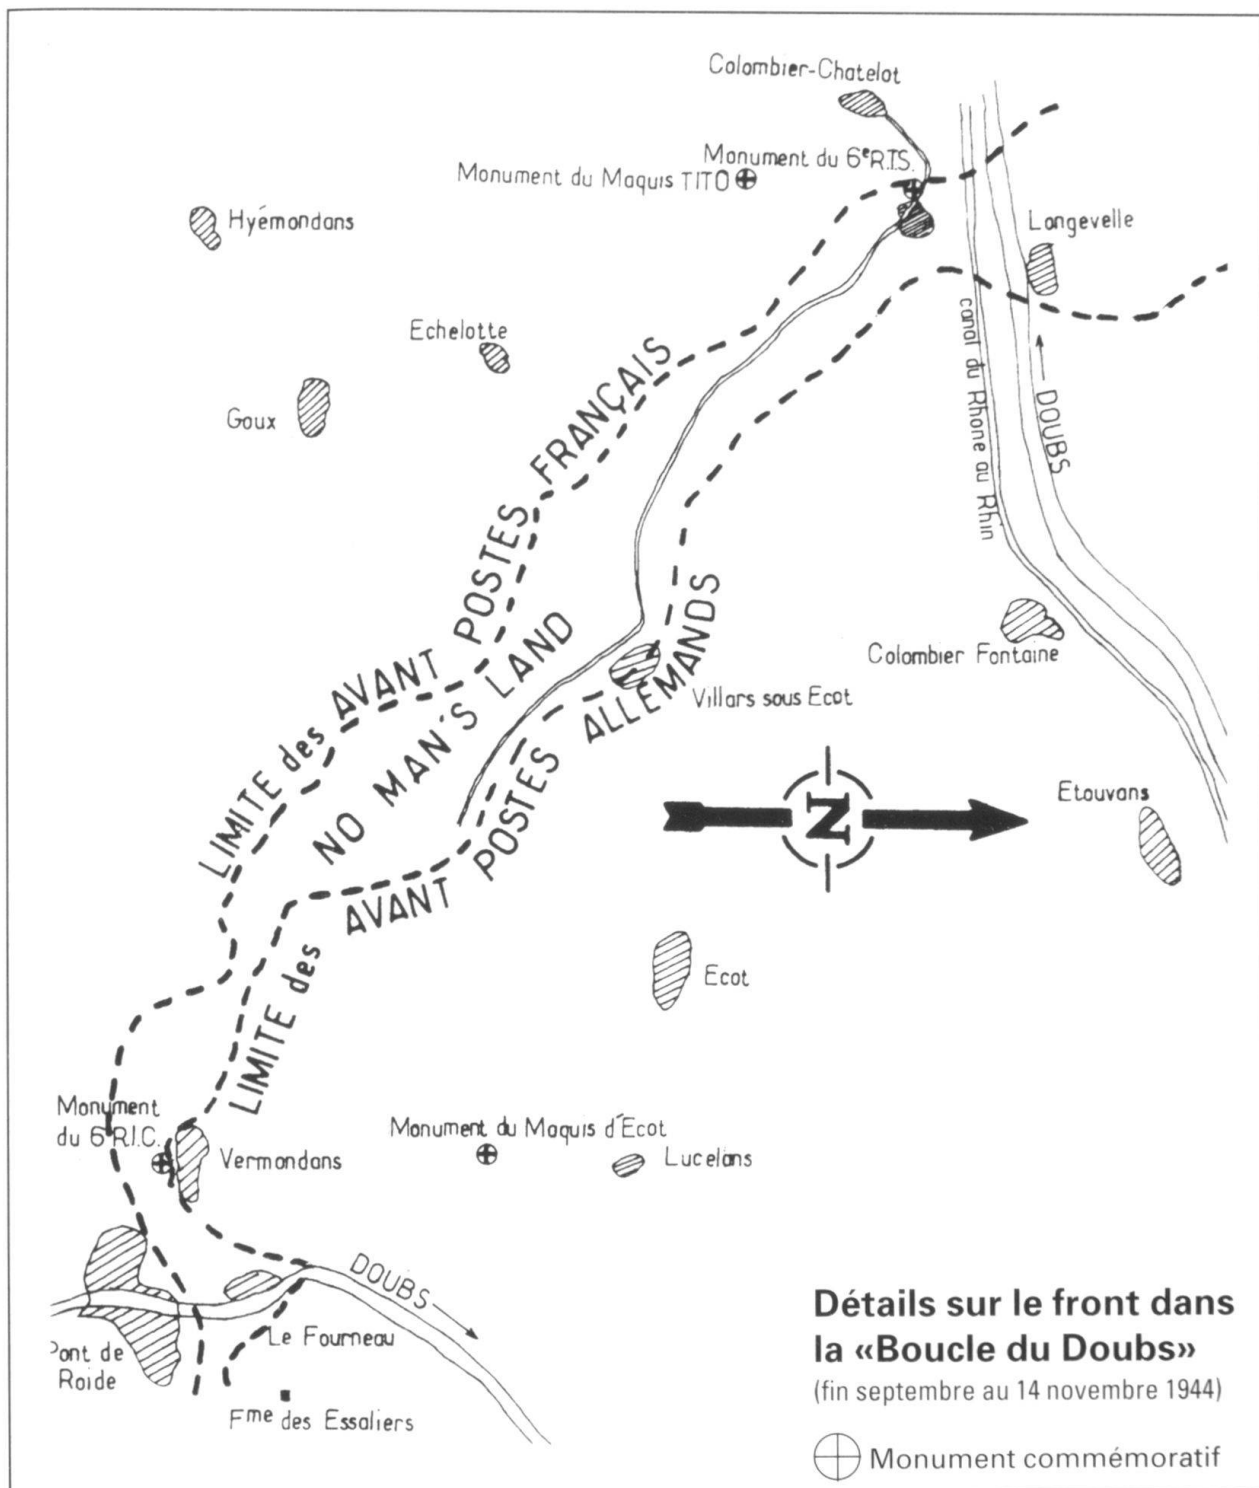 Colombier-Chatelot
Monument du 6e R.T.S.
Monument du Maquis TITO
Hyémondans
Longevelle
Echelotte
Goux
canal du Rhone au Rhin
DOUBS
LIMITE des AVANT POSTES FRANÇAIS
NO MAN'S LAND
LIMITE des AVANT POSTES ALLEMANDS
Colombier Fontaine
Villars sous Ecot
N
Etouvans
Ecot
Monument
du 6 R.I.C.
Vermondans
Monument du Maquis d'Ecot
Lucelans
DOUBS
Le Fourneau
Pont de
Roide
Fme des Essaliers
Détails sur le front dans
la «Boucle du Doubs»
(fin septembre au 14 novembre 1944)
Monument commémoratif